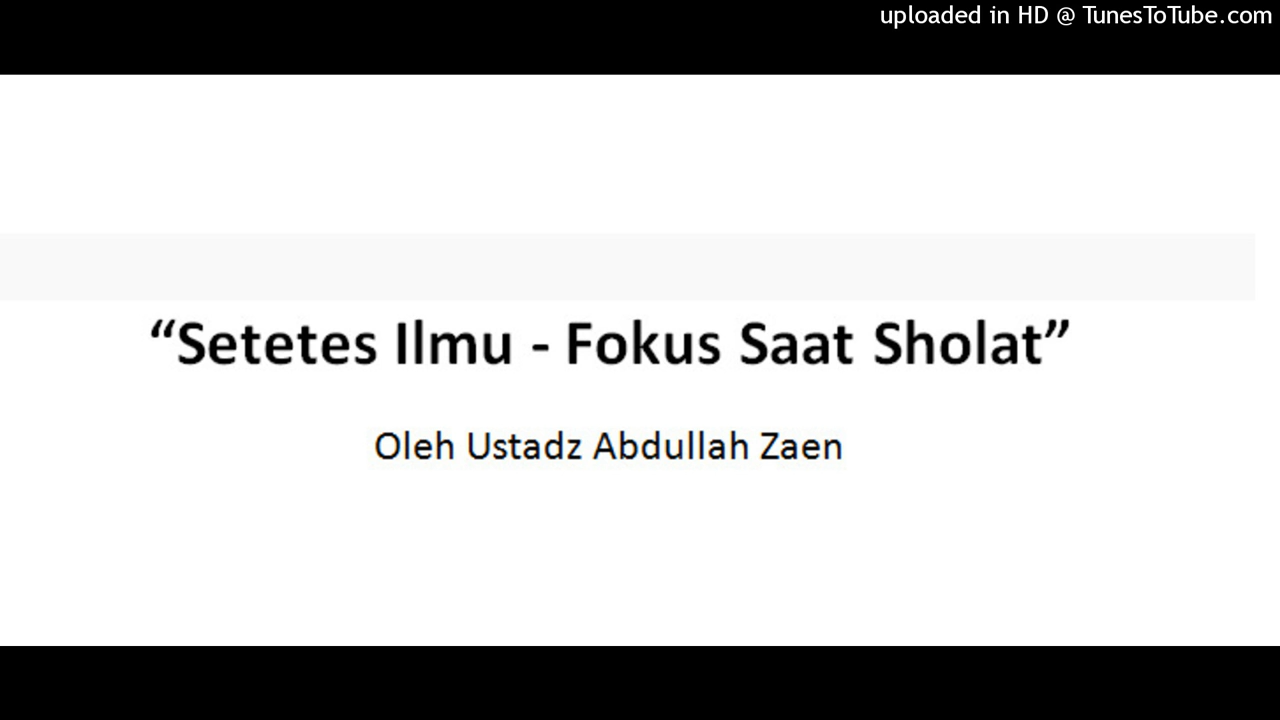 uploaded in HD @ TunesToTube.com
“Setetes Ilmu - Fokus Saat Sholat”
Oleh Ustadz Abdullah Zaen